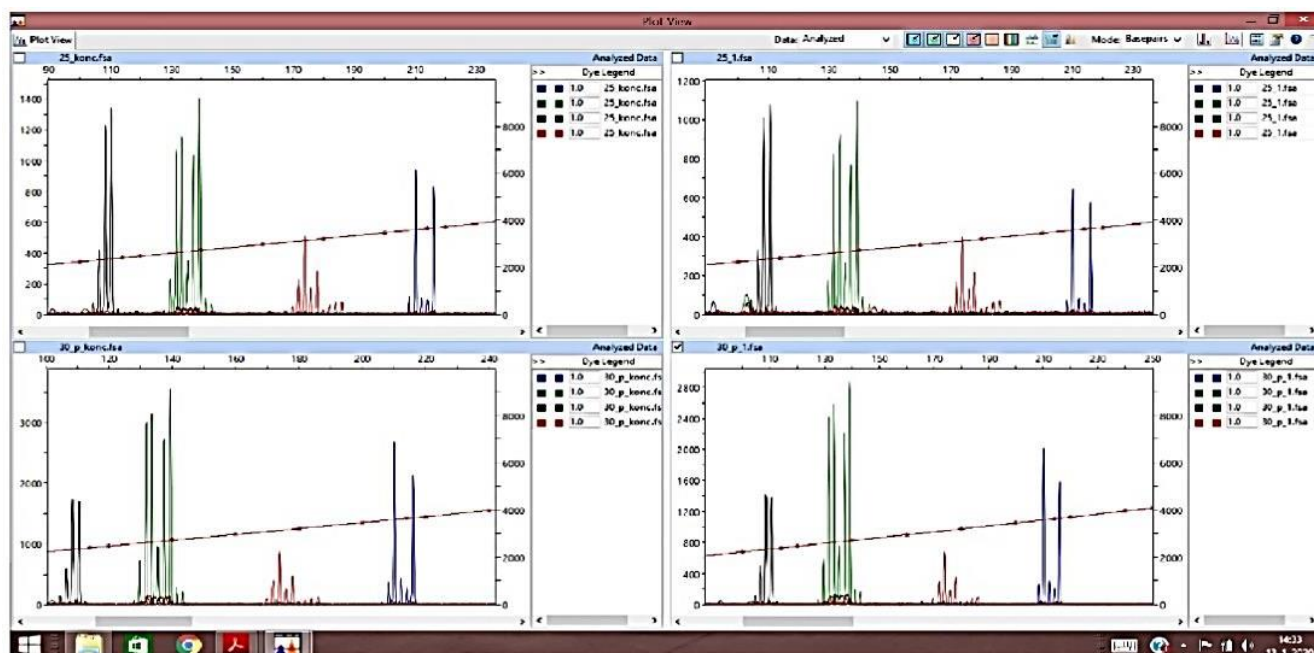 Plot View
Plot View
Data: Analyzed
Mode: Basepairs
25_konc.fsa
Analyzed Data
90 110 130 150 170 190 210 230
1400
1200
1000
800
600
400
200
0
8000
6000
4000
2000
0
>> Dye Legend
1.0 25_konc.fsa
1.0 25_konc.fsa
1.0 25_konc.fsa
1.0 25_konc.fsa
25_1.fsa
Analyzed Data
110 130 150 170 190 210 230
1200
1000
800
600
400
200
0
8000
6000
4000
2000
0
>> Dye Legend
1.0 25_1.fsa
1.0 25_1.fsa
1.0 25_1.fsa
1.0 25_1.fsa
30_p_konc.fsa
Analyzed Data
100 120 140 160 180 200 220 240
3000
2000
1000
0
8000
6000
4000
2000
0
>> Dye Legend
1.0 30_p_konc.fs
1.0 30_p_konc.fs
1.0 30_p_konc.fs
1.0 30_p_konc.fs
30_p_1.fsa
Analyzed Data
110 130 150 170 190 210 230 250
2800
2400
2000
1600
1200
800
400
0
8000
6000
4000
2000
0
>> Dye Legend
1.0 30_p_1.fsa
1.0 30_p_1.fsa
1.0 30_p_1.fsa
1.0 30_p_1.fsa
14:33